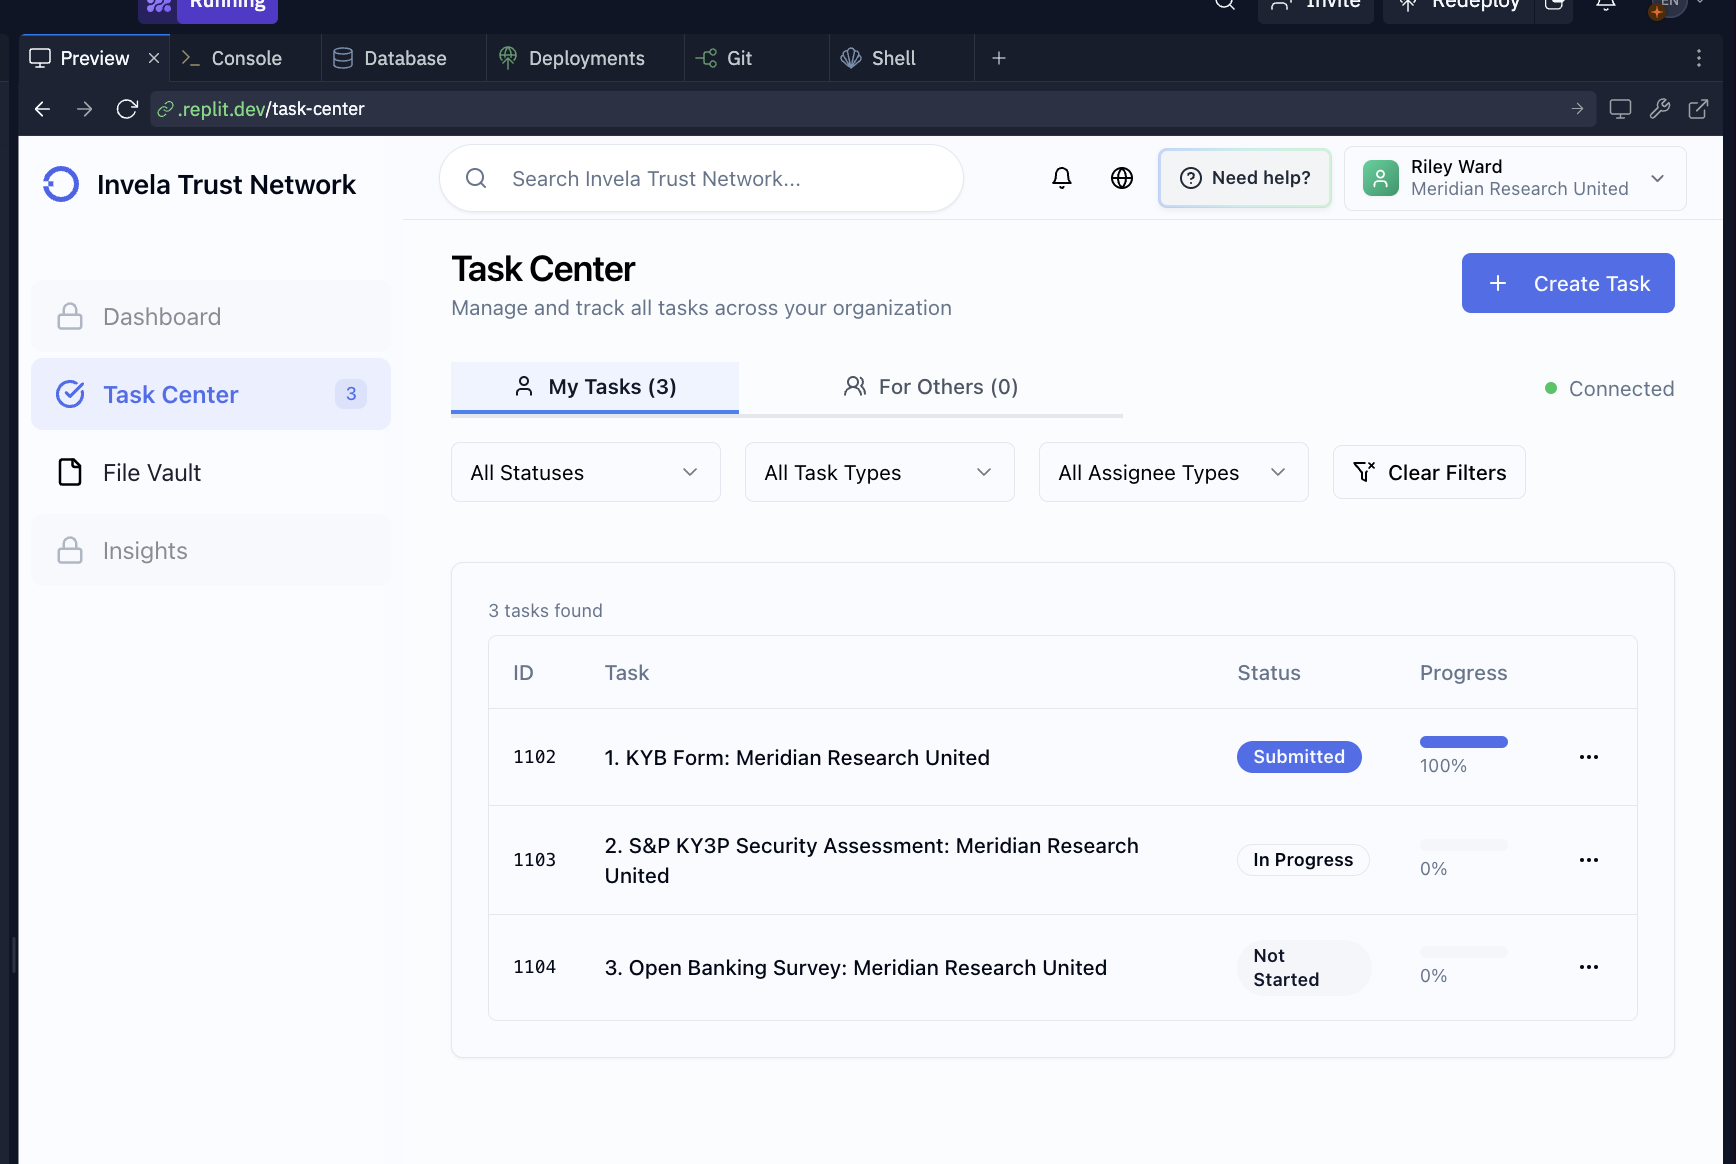 Running
Invite
Redeploy
EN
Preview
Console
Database
Deployments
Git
Shell
.replit.dev/task-center
Invela Trust Network
Search Invela Trust Network...
Need help?
Riley Ward
Meridian Research United
Dashboard
Task Center 3
File Vault
Insights
Task Center
Manage and track all tasks across your organization
Create Task
My Tasks (3)
For Others (0)
Connected
All Statuses
All Task Types
All Assignee Types
Clear Filters
3 tasks found
ID Task Status Progress
1102 1. KYB Form: Meridian Research United Submitted 100%
1103 2. S&P KY3P Security Assessment: Meridian Research
United
In Progress 0%
1104 3. Open Banking Survey: Meridian Research United
Not
Started
0%